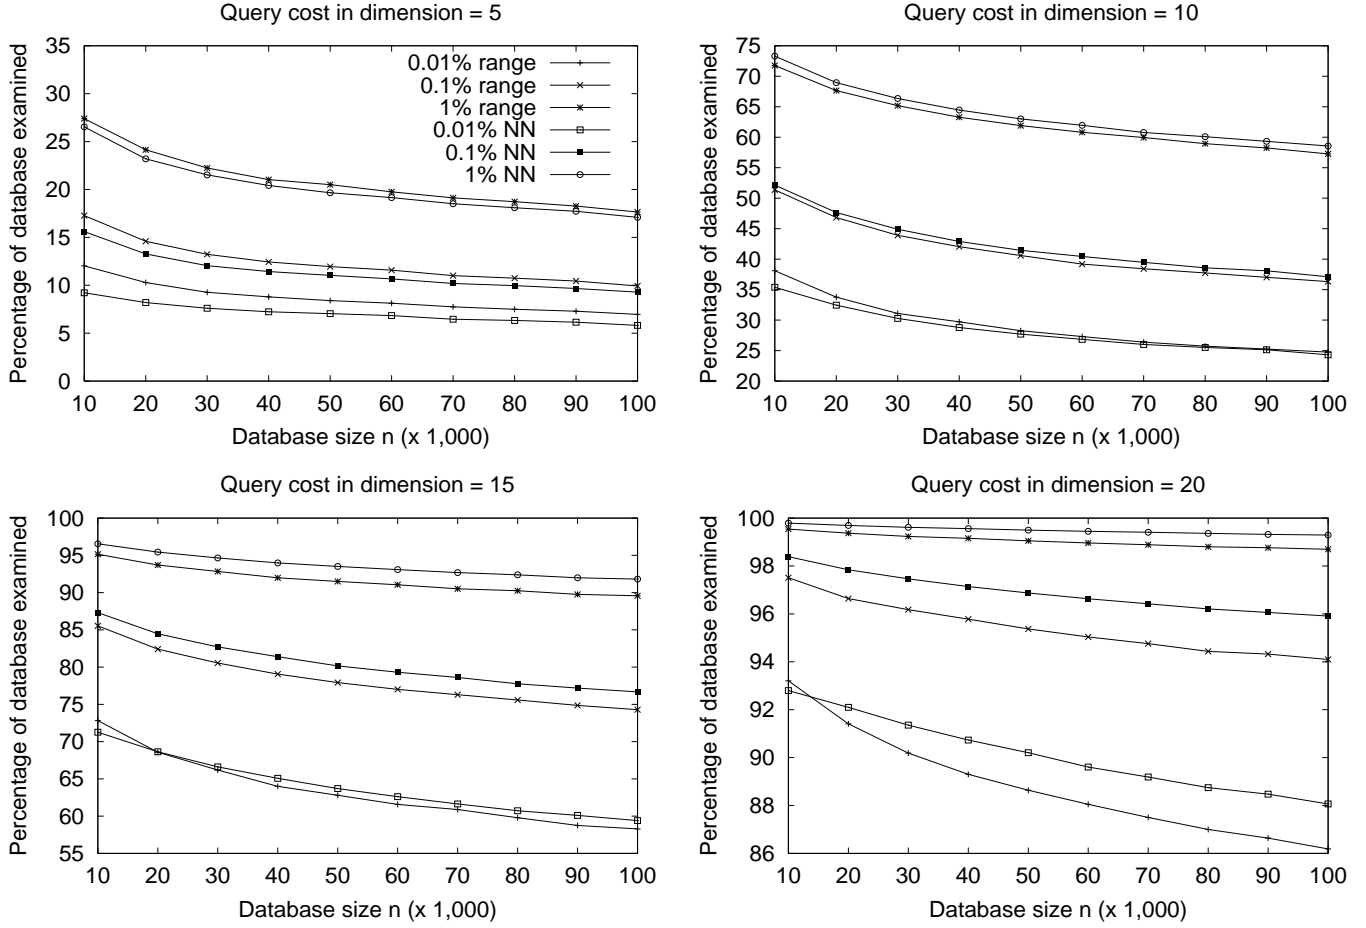 Query cost in dimension = 5
Percentage of database examined
35
30
25
20
15
10
5
0
0.01% range
0.1% range
1% range
0.01% NN
0.1% NN
1% NN
10 20 30 40 50 60 70 80 90 100
Database size n (x 1,000)
Query cost in dimension = 10
Percentage of database examined
75
70
65
60
55
50
45
40
35
30
25
20
10 20 30 40 50 60 70 80 90 100
Database size n (x 1,000)
Query cost in dimension = 15
Percentage of database examined
100
95
90
85
80
75
70
65
60
55
10 20 30 40 50 60 70 80 90 100
Database size n (x 1,000)
Query cost in dimension = 20
Percentage of database examined
100
98
96
94
92
90
88
86
10 20 30 40 50 60 70 80 90 100
Database size n (x 1,000)